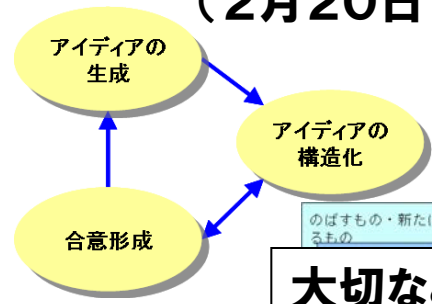 (2月20日
アイディアの
生成
アイディアの
構造化
合意形成
のばすもの・新たに
るもの
大切な